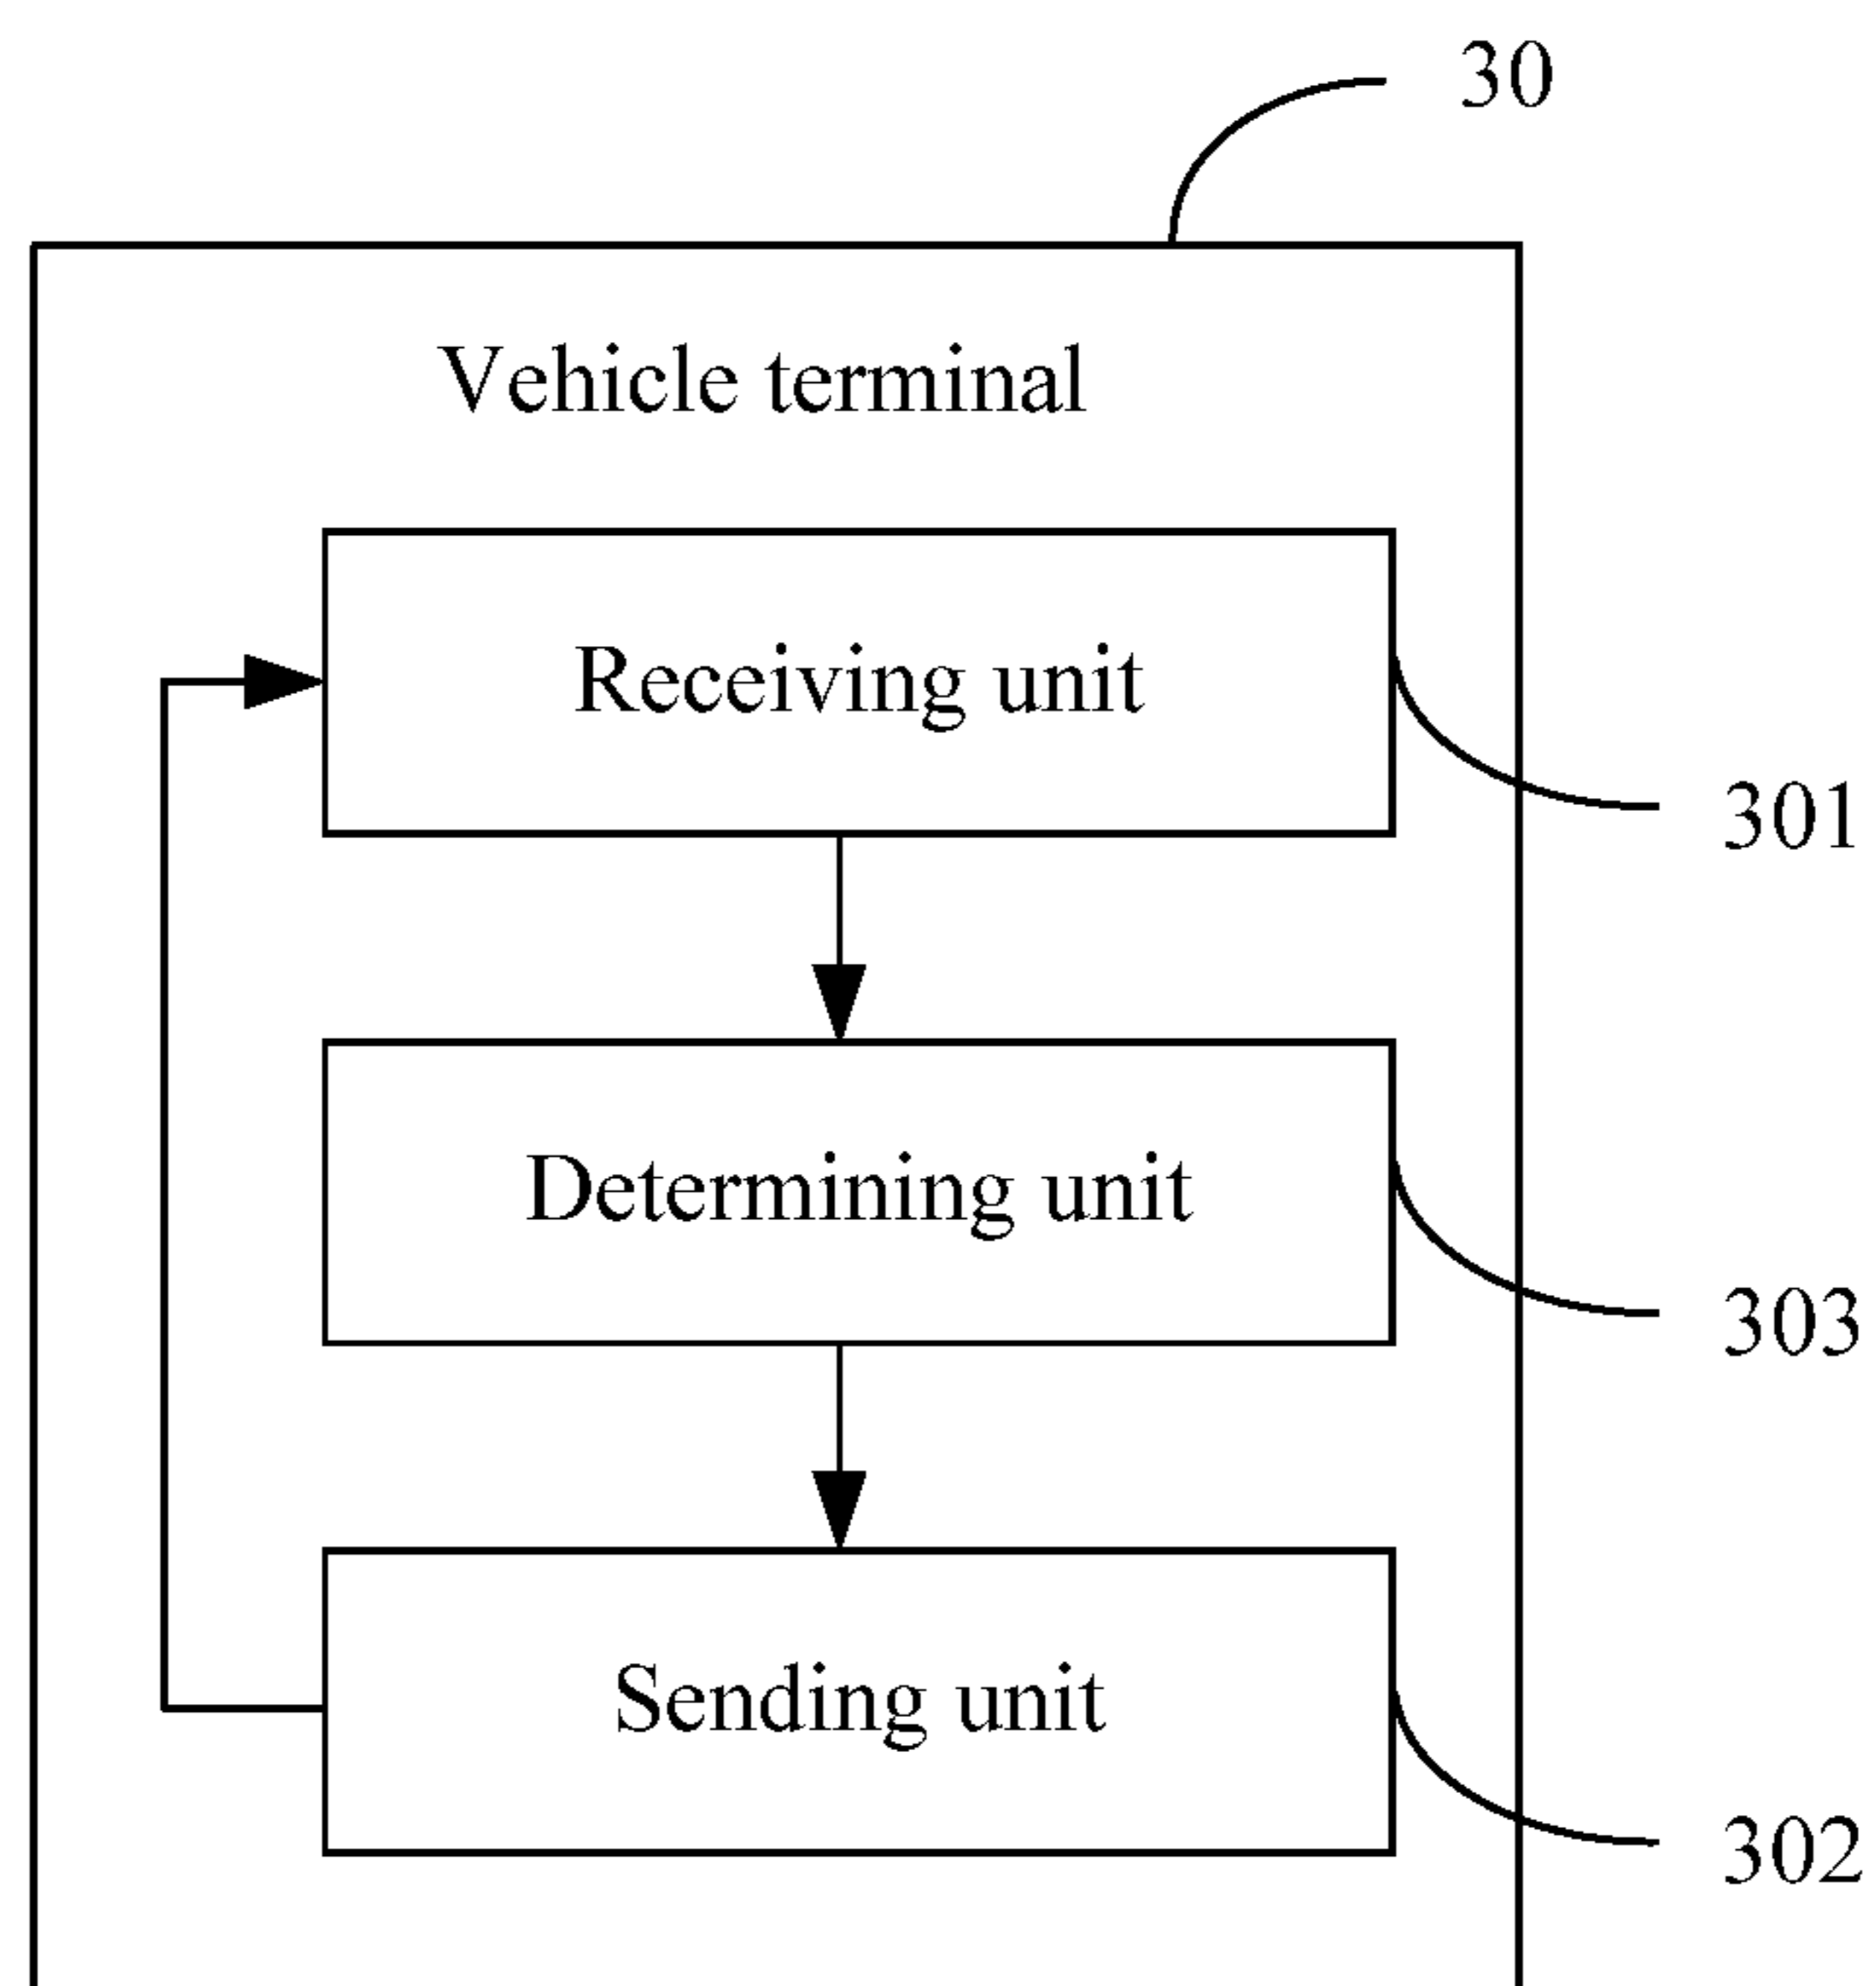 30
Vehicle terminal
Receiving unit
301
Determining unit
303
Sending unit
302